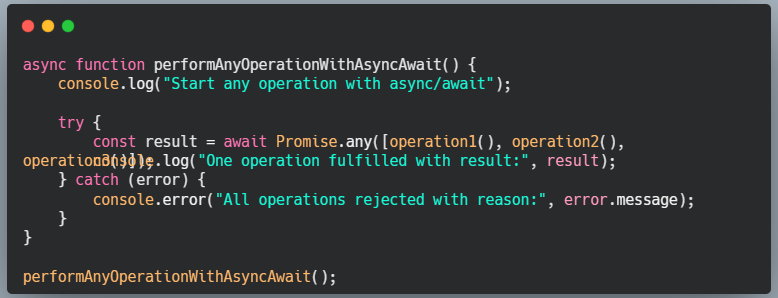 async function performAnyOperationWithAsyncAwait() {
console.log("Start any operation with async/await");
try {
const result = await Promise.any([operation1(), operation2(),
operation3()]);
console.log("One operation fulfilled with result:", result);
} catch (error) {
console.error("All operations rejected with reason:", error.message);
}
}
performAnyOperationWithAsyncAwait();